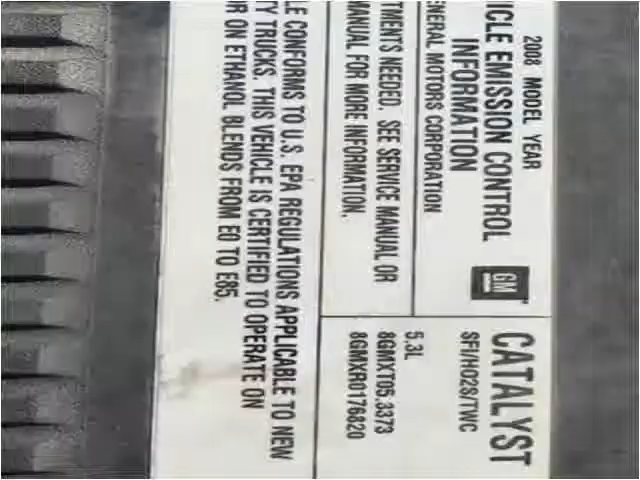 2008 MODEL YEAR
ICLE EMISSION CONTROL
INFORMATION
GM
ENERAL MOTORS CORPORATION
TMENTS NEEDED. SEE SERVICE MANUAL OR
MANUAL FOR MORE INFORMATION.
CATALYST
SFI/HO2S/TWC
5.3L
8GMXT05.3373
8GMXR0176820
LE CONFORMS TO U.S. EPA REGULATIONS APPLICABLE TO NEW
TY TRUCKS. THIS VEHICLE IS CERTIFIED TO OPERATE ON
OR ON ETHANOL BLENDS FROM E0 TO E85.